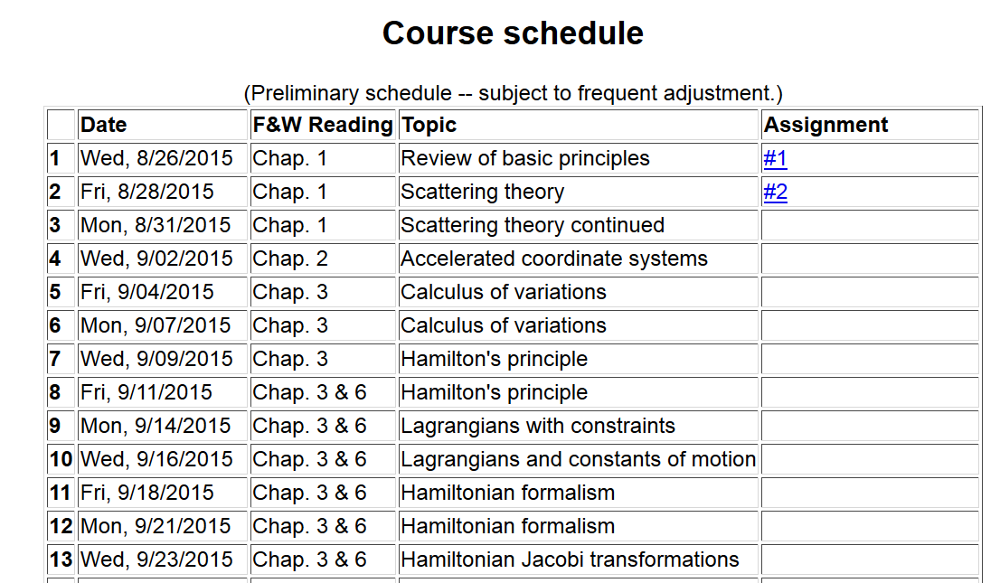 Course schedule
(Preliminary schedule -- subject to frequent adjustment.)
Date F&W Reading Topic Assignment
1 Wed, 8/26/2015 Chap. 1 Review of basic principles #1
2 Fri, 8/28/2015 Chap. 1 Scattering theory #2
3 Mon, 8/31/2015 Chap. 1 Scattering theory continued
4 Wed, 9/02/2015 Chap. 2 Accelerated coordinate systems
5 Fri, 9/04/2015 Chap. 3 Calculus of variations
6 Mon, 9/07/2015 Chap. 3 Calculus of variations
7 Wed, 9/09/2015 Chap. 3 Hamilton's principle
8 Fri, 9/11/2015 Chap. 3 & 6 Hamilton's principle
9 Mon, 9/14/2015 Chap. 3 & 6 Lagrangians with constraints
10 Wed, 9/16/2015 Chap. 3 & 6 Lagrangians and constants of motion
11 Fri, 9/18/2015 Chap. 3 & 6 Hamiltonian formalism
12 Mon, 9/21/2015 Chap. 3 & 6 Hamiltonian formalism
13 Wed, 9/23/2015 Chap. 3 & 6 Hamiltonian Jacobi transformations